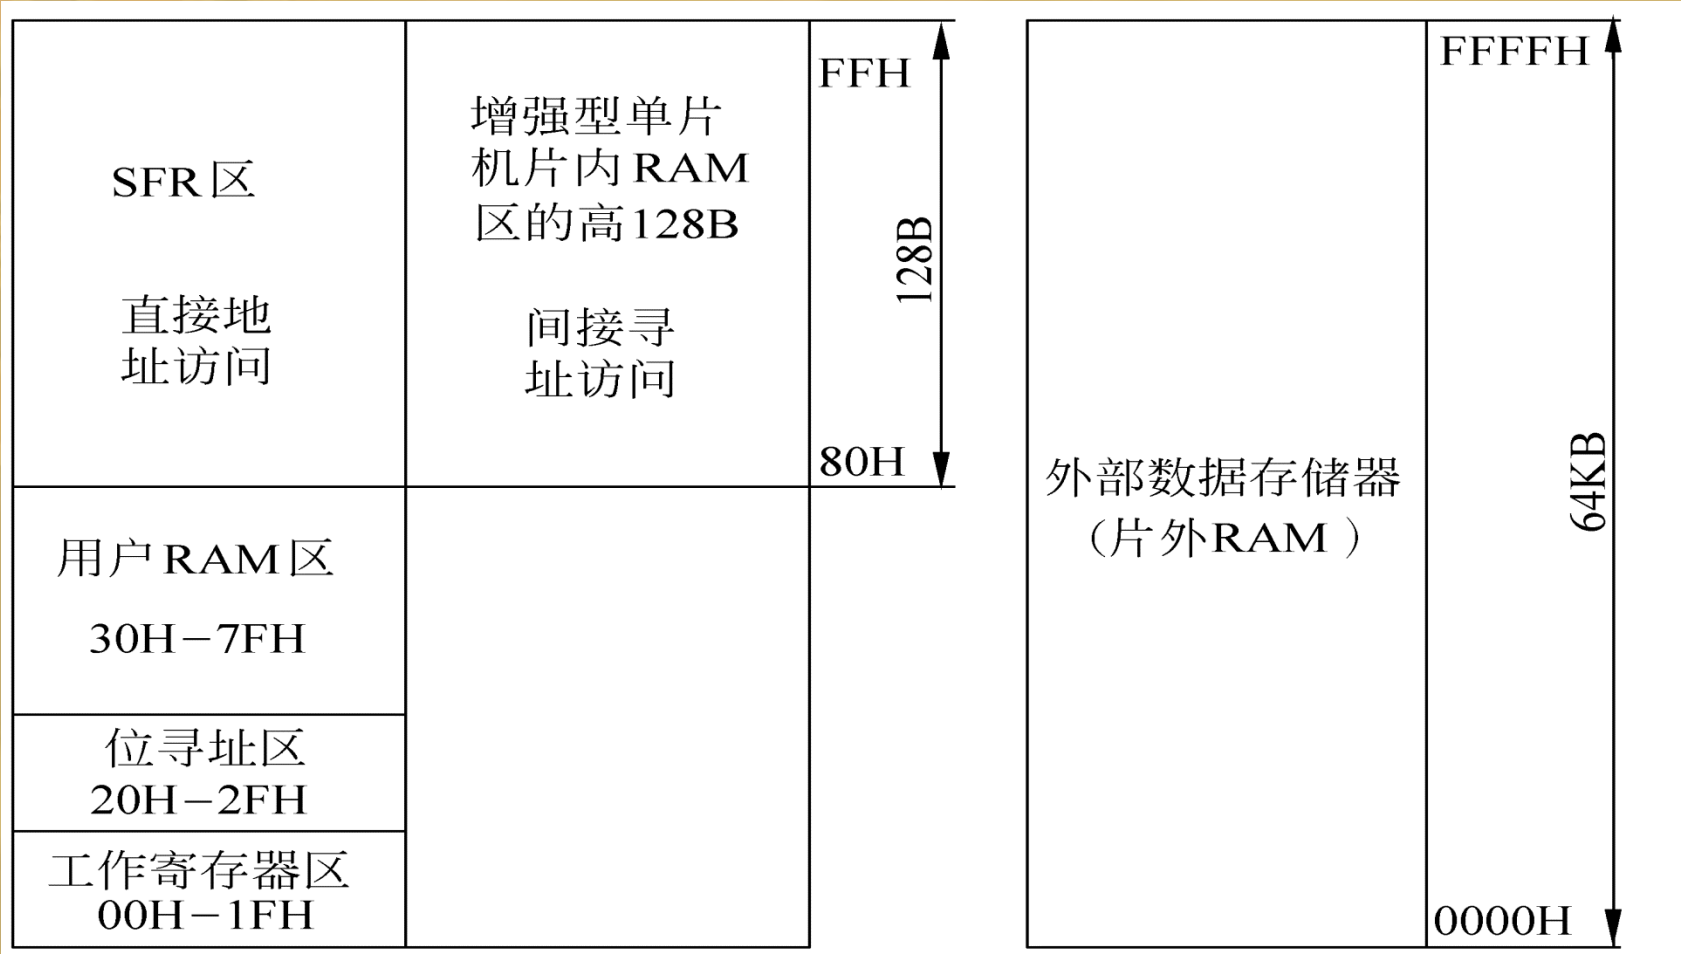 SFR区
直接地
址访问
增强型单片
机片内RAM
区的高128B
间接寻
址访问
FFH
128B
80H
用户RAM区
30H－7FH
位寻址区
20H－2FH
工作寄存器区
00H－1FH
外部数据存储器
（片外RAM）
FFFFH
64KB
0000H